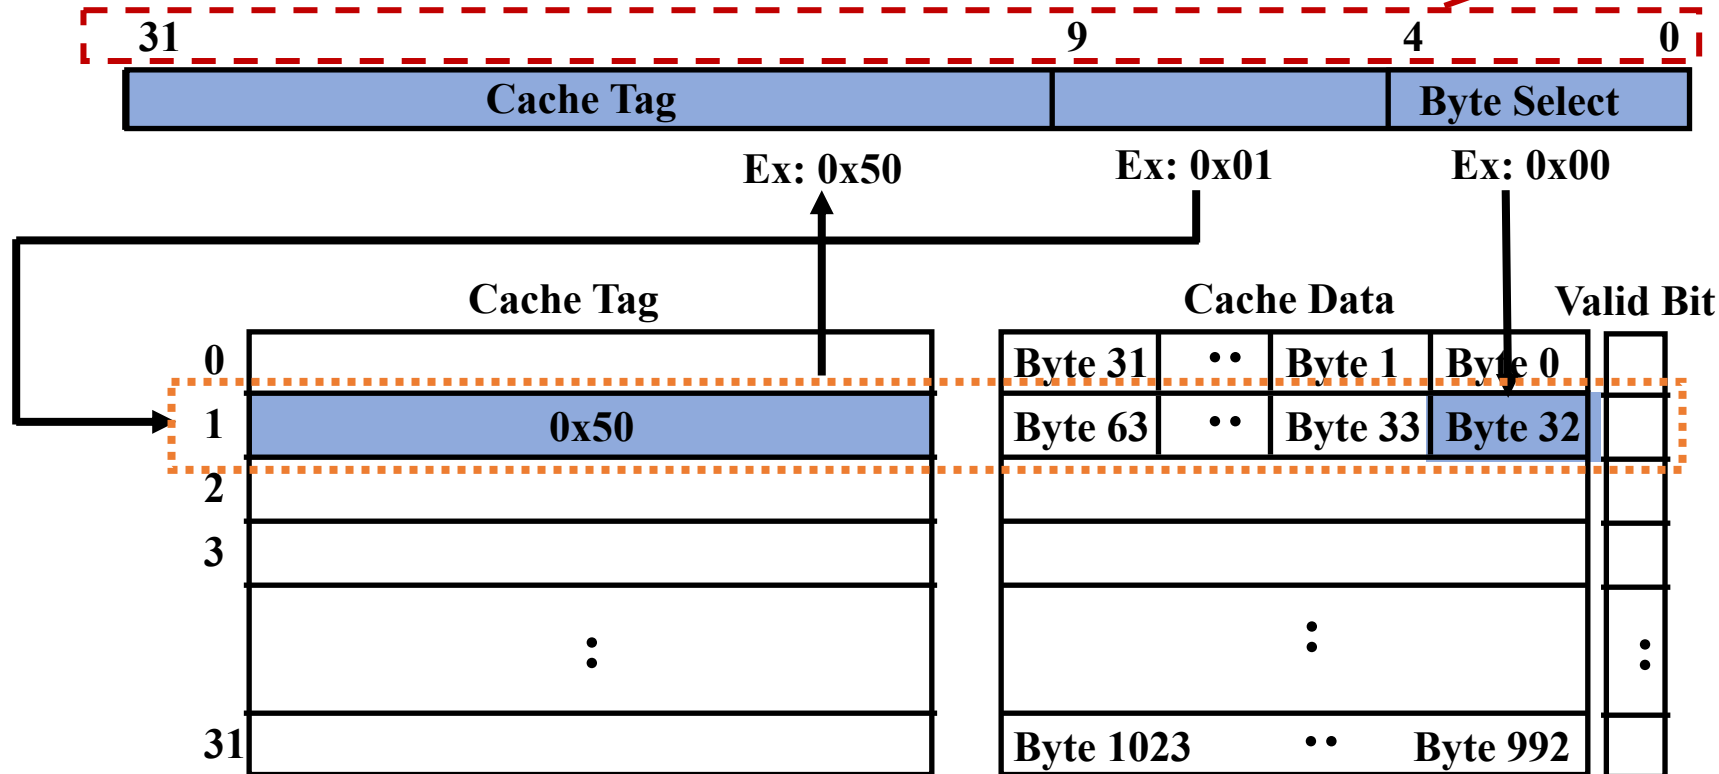 31 9 4 0
Cache Tag Byte Select
Ex: 0x50 Ex: 0x01 Ex: 0x00
Cache Tag Cache Data Valid Bit
0 Byte 31 •• Byte 1 Byte 0
1 0x50 Byte 63 •• Byte 33 Byte 32
2
3
:
31 Byte 1023 •• Byte 992